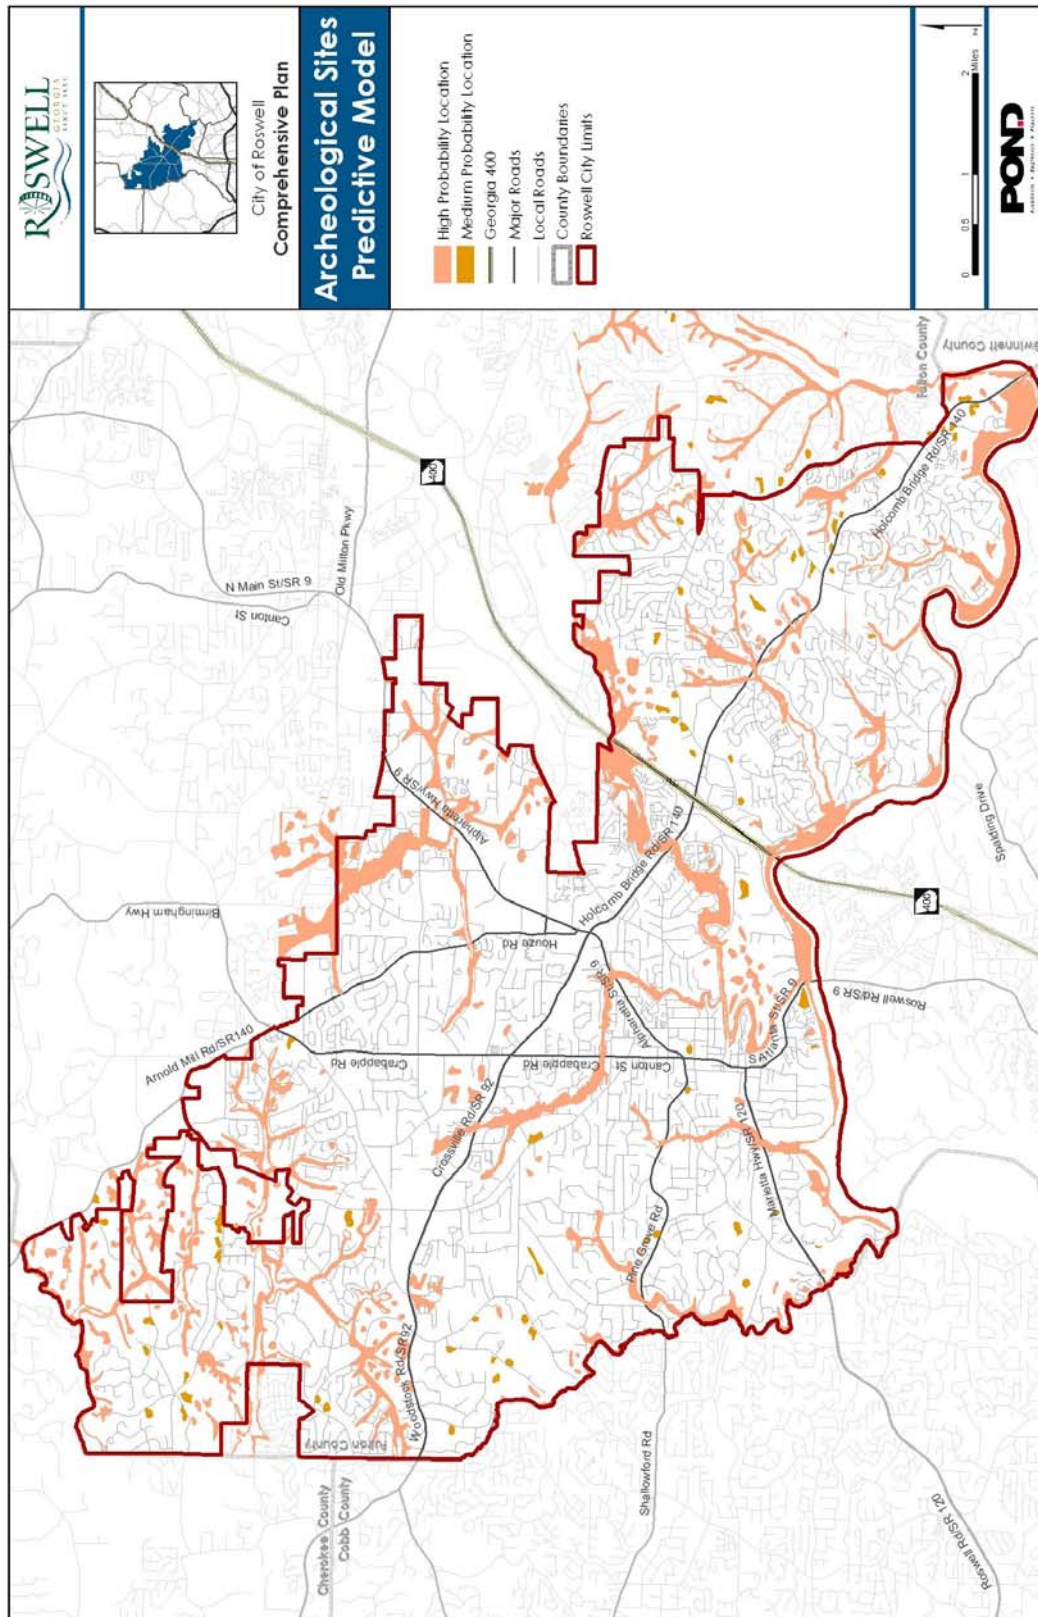 ROSWELL
GEORGIA
City of Roswell
Comprehensive Plan
Archeological Sites
Predictive Model
High Probability Location
Medium Probability Location
Georgia 400
Major Roads
Local Roads
County Boundaries
Roswell City Limits
0 0.5 1 2
Miles
N
POND
Birmingham Hwy
Canton St
N Main St/SR 9
Old Milton Pkwy
400
Arnold Mill Rd/SR140
Alpharetta Hwy/SR 9
Houze Rd
Crabapple Rd
Fulton County
Cherokee County
Cobb County
Woodstock Rd/SR92
Crossville Rd/SR 92
Holcomb Bridge Rd/SR 140
Alpharetta St/SR 9
Crabapple Rd
Canton St
Pine Grove Rd
Shallowford Rd
Marietta Hwy/SR 120
S Atlanta St/SR 9
Roswell Rd/SR 9
Roswell Rd/SR 120
400
Spalding Drive
Holcomb Bridge Rd/SR 140
Fulton County
Gwinnett County